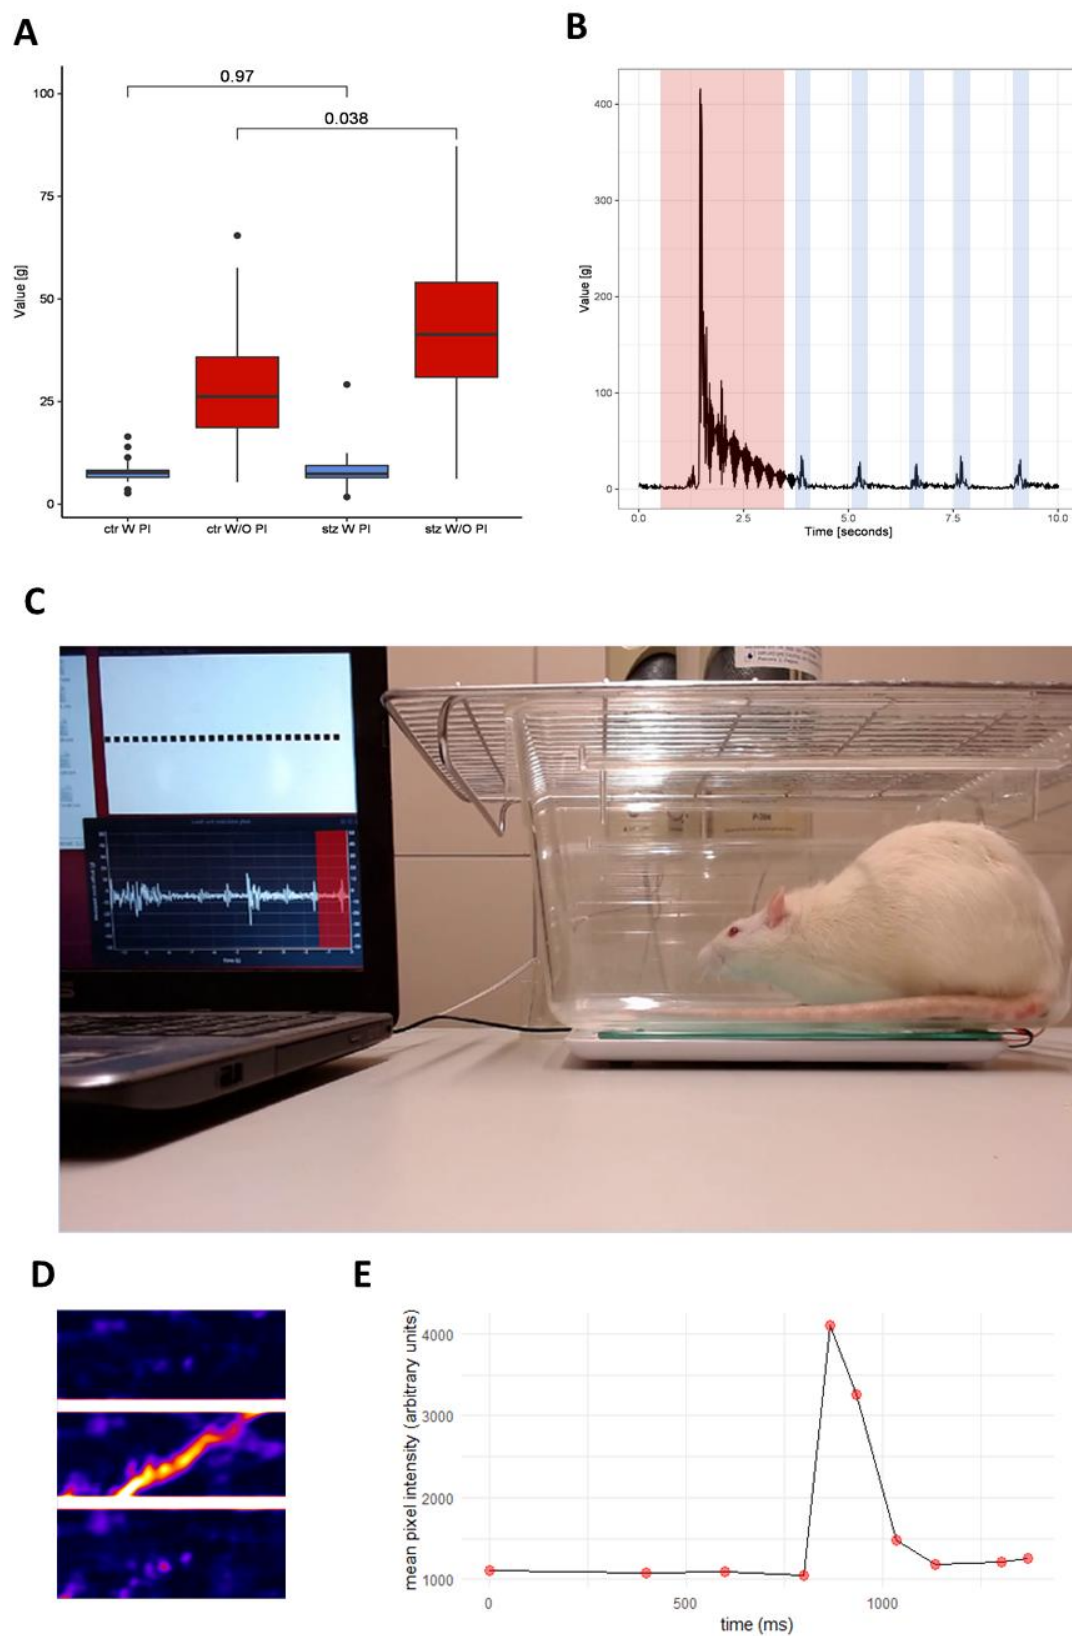 A
B
0.97
0.038
100
75
50
25
0
Value [g]
ctr W PI
ctr W/O PI
stz W PI
stz W/O PI
400
300
200
100
0
Value [g]
0.0
2.5
5.0
7.5
10.0
Time [seconds]
C
D
E
mean pixel intensity (arbitrary units)
4000
3000
2000
1000
0
500
1000
time (ms)